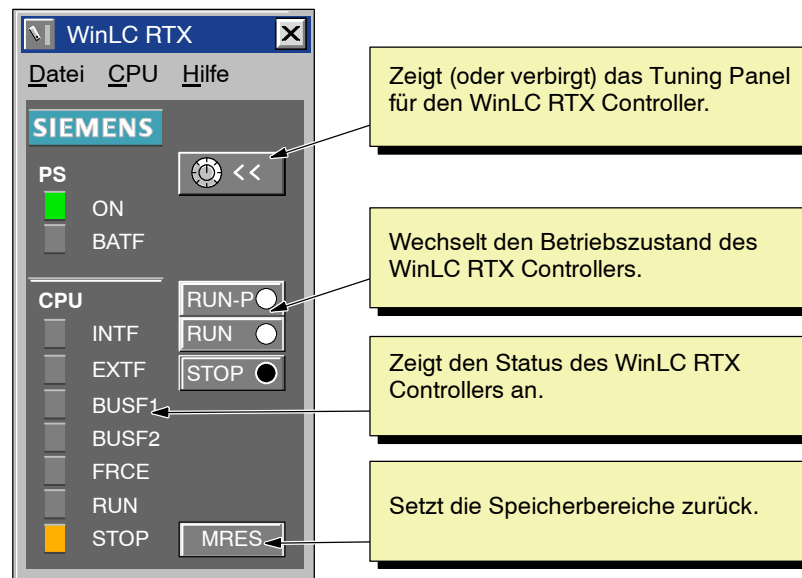 WinLC RTX
Datei CPU Hilfe
SIEMENS
<<
PS
ON
BATF
CPU
RUN-P
INTF
RUN
EXTF
STOP
BUSF1
BUSF2
FRCE
RUN
STOP
MRES
Zeigt (oder verbirgt) das Tuning Panel
für den WinLC RTX Controller.
Wechselt den Betriebszustand des
WinLC RTX Controllers.
Zeigt den Status des WinLC RTX
Controllers an.
Setzt die Speicherbereiche zurück.